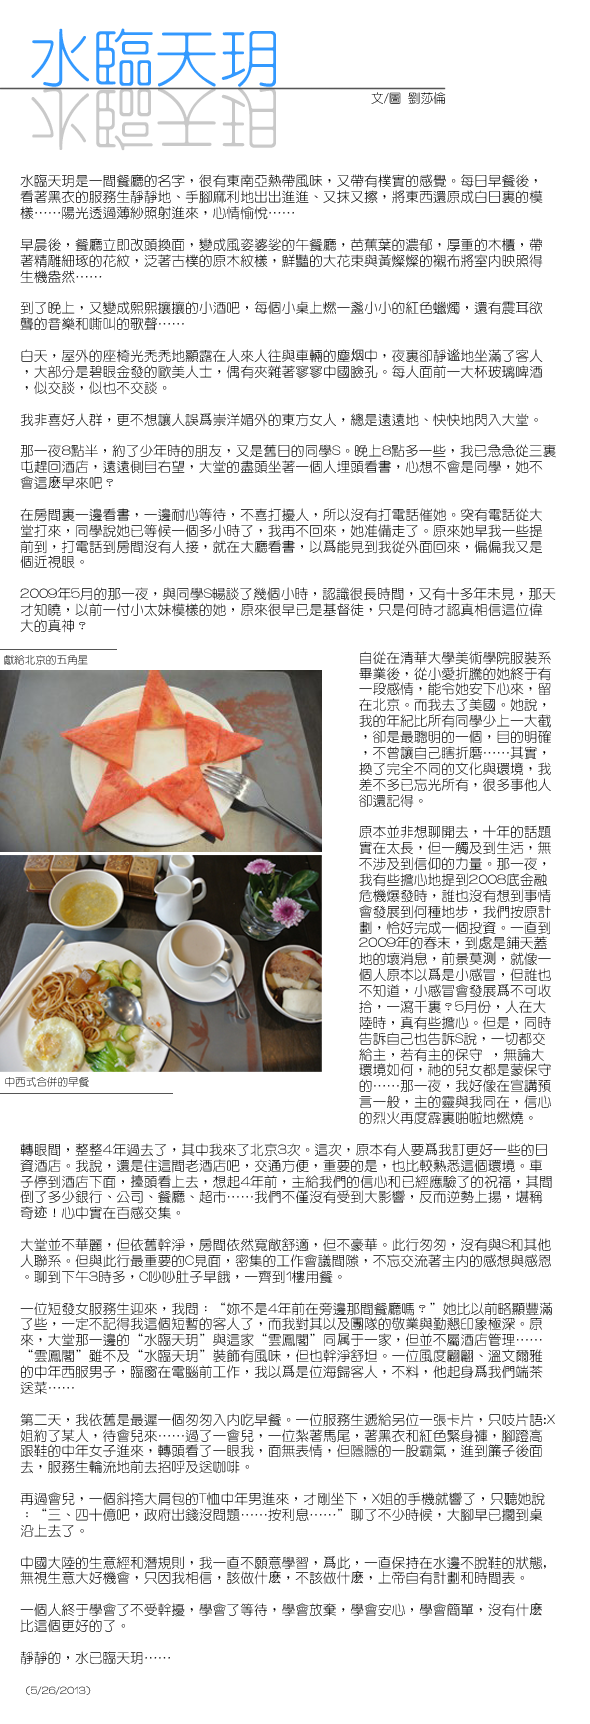 水臨天玥
文/圖 劉莎倫
水臨天玥是一間餐廳的名字，很有東南亞熱帶風味，又帶有樸實的感覺。每日早餐後，
看著黑衣的服務生靜靜地、手腳麻利地出出進進、又抹又擦，將東西還原成白日裏的模
樣……陽光透過薄紗照射進來，心情愉悅……
早晨後，餐廳立即改頭換面，變成風姿婆娑的午餐廳，芭蕉葉的濃郁，厚重的木櫃，帶
著精雕細琢的花紋，泛著古樸的原木紋樣，鮮豔的大花束與黃燦燦的襯布將室内映照得
生機盎然……
到了晚上，又變成熙熙攘攘的小酒吧，每個小桌上燃一盞小小的紅色蠟燭，還有震耳欲
聾的音樂和嘶叫的歌聲……
白天，屋外的座椅光禿禿地顯露在人來人往與車輛的塵烟中，夜裏卻靜谧地坐滿了客人
，大部分是碧眼金發的歐美人士，偶有夾雜著寥寥中國臉孔。每人面前一大杯玻璃啤酒
，似交談，似也不交談。
我非喜好人群，更不想讓人誤爲崇洋媚外的東方女人，總是遠遠地、快快地閃入大堂。
那一夜8點半，約了少年時的朋友，又是舊日的同學S。晚上8點多一些，我已急急從三裏
屯趕回酒店，遠遠側目右望，大堂的盡頭坐著一個人埋頭看書，心想不會是同學，她不
會這麽早來吧？
在房間裏一邊看書，一邊耐心等待，不喜打擾人，所以沒有打電話催她。突有電話從大
堂打來，同學說她已等候一個多小時了，我再不回來，她准備走了。原來她早我一些提
前到，打電話到房間沒有人接，就在大廳看書，以爲能見到我從外面回來，偏偏我又是
個近視眼。
2009年5月的那一夜，與同學S暢談了幾個小時，認識很長時間，又有十多年未見，那天
才知曉，以前一付小太妹模樣的她，原來很早已是基督徒，只是何時才認真相信這位偉
大的真神？
獻給北京的五角星
自從在清華大學美術學院服裝系
畢業後，從小愛折騰的她終于有
一段感情，能令她安下心來，留
在北京。而我去了美國。她說，
我的年紀比所有同學少上一大截
，卻是最聰明的一個，目的明確
，不曾讓自己瞎折磨……其實，
換了完全不同的文化與環境，我
差不多已忘光所有，很多事他人
卻還記得。
原本並非想聊開去，十年的話題
實在太長，但一觸及到生活，無
不涉及到信仰的力量。那一夜，
我有些擔心地提到2008底金融
危機爆發時，誰也沒有想到事情
會發展到何種地步，我們按原計
劃，恰好完成一個投資。一直到
2009年的春末，到處是鋪天蓋
地的壞消息，前景莫測，就像一
個人原本以爲是小感冒，但誰也
不知道，小感冒會發展爲不可收
拾，一瀉千裏？5月份，人在大
陸時，真有些擔心。但是，同時
告訴自己也告訴S說，一切都交
給主，若有主的保守 ，無論大
環境如何，祂的兒女都是蒙保守
的……那一夜，我好像在宣講預
言一般，主的靈與我同在，信心
的烈火再度霹裏啪啦地燃燒。
中西式合併的早餐
轉眼間，整整4年過去了，其中我來了北京3次。這次，原本有人要爲我訂更好一些的日
資酒店。我說，還是住這間老酒店吧，交通方便，重要的是，也比較熟悉這個環境。車
子停到酒店下面，擡頭看上去，想起4年前，主給我們的信心和已經應驗了的祝福，其間
倒了多少銀行、公司、餐廳、超市……我們不僅沒有受到大影響，反而逆勢上揚，堪稱
奇迹！心中實在百感交集。
大堂並不華麗，但依舊幹淨，房間依然寬敞舒適，但不豪華。此行匆匆，沒有與S和其他
人聯系。但與此行最重要的C見面，密集的工作會議間隙，不忘交流著主内的感想與感恩
。聊到下午3時多，C吵吵肚子早餓，一齊到1樓用餐。
一位短發女服務生迎來，我問：“妳不是4年前在旁邊那間餐廳嗎？”她比以前略顯豐滿
了些，一定不記得我這個短暫的客人了，而我對其以及團隊的敬業與勤懇印象極深。原
來，大堂那一邊的“水臨天玥”與這家“雲鳳閣”同属于一家，但並不屬酒店管理……
“雲鳳閣”雖不及“水臨天玥”裝飾有風味，但也幹淨舒坦。一位風度翩翩、溫文爾雅
的中年西服男子，臨窗在電腦前工作，我以爲是位海歸客人，不料，他起身爲我們端茶
送菜……
第二天，我依舊是最遲一個匆匆入内吃早餐。一位服務生遞給另位一張卡片，只吱片語:X
姐約了某人，待會兒來……過了一會兒，一位紮著馬尾，著黑衣和紅色緊身褲，腳蹬高
跟鞋的中年女子進來，轉頭看了一眼我，面無表情，但隱隱的一股霸氣，進到簾子後面
去，服務生輪流地前去招呼及送咖啡。
再過會兒，一個斜挎大肩包的T恤中年男進來，才剛坐下，X姐的手機就響了，只聽她說
：“三、四十億吧，政府出錢沒問題……按利息……”聊了不少時候，大腳早已擱到桌
沿上去了。
中國大陸的生意經和潛規則，我一直不願意學習，爲此，一直保持在水邊不脫鞋的狀態,
無視生意大好機會，只因我相信，該做什麽，不該做什麽，上帝自有計劃和時間表。
一個人終于學會了不受幹擾，學會了等待，學會放棄，學會安心，學會簡單，沒有什麽
比這個更好的了。
靜靜的，水已臨天玥……
（5/26/2013）